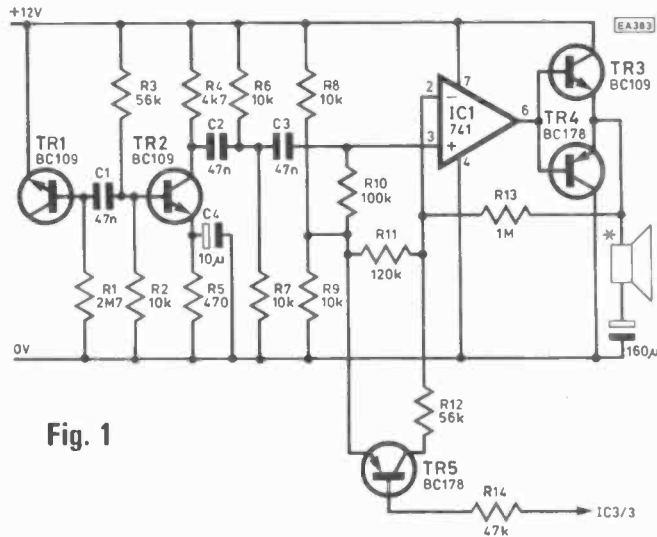 +12V
EA383
R3
56k
R4
4k7
R6
10k
R8
10k
TR1
BC109
TR2
BC109
C1
47n
C2
47n
C3
47n
2
−
3
+
7
4
6
IC1
741
TR3
BC109
TR4
BC178
R10
100k
R11
120k
R13
1M
*
C4
10µ
R1
2M7
R2
10k
R5
470
R7
10k
R9
10k
160µ
0V
R12
56k
Fig. 1
TR5
BC178
R14
47k
IC3/3